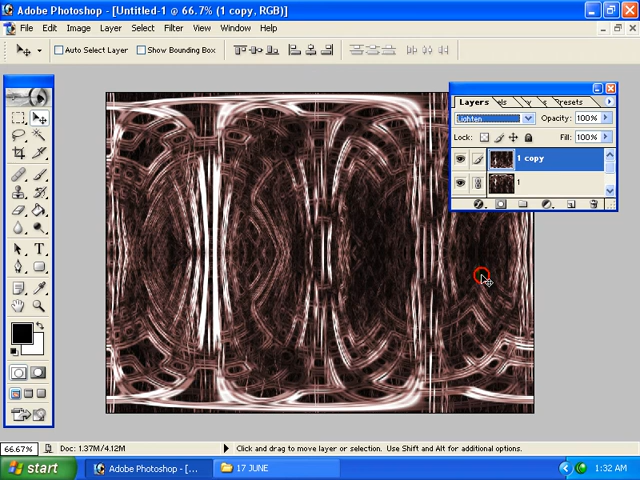 Adobe Photoshop - [Untitled-1 @ 66.7% (1 copy, RGB)]
File Edit Image Layer Select Filter View Window Help
Auto Select Layer Show Bounding Box
Layers
resets
Lighten Opacity: 100%
Lock: Fill: 100%
1 copy
1
66.67% Doc: 1.37M/4.12M Click and drag to move layer or selection. Use Shift and Alt for additional options.
start Adobe Photoshop - [... 17 JUNE 1:32 AM